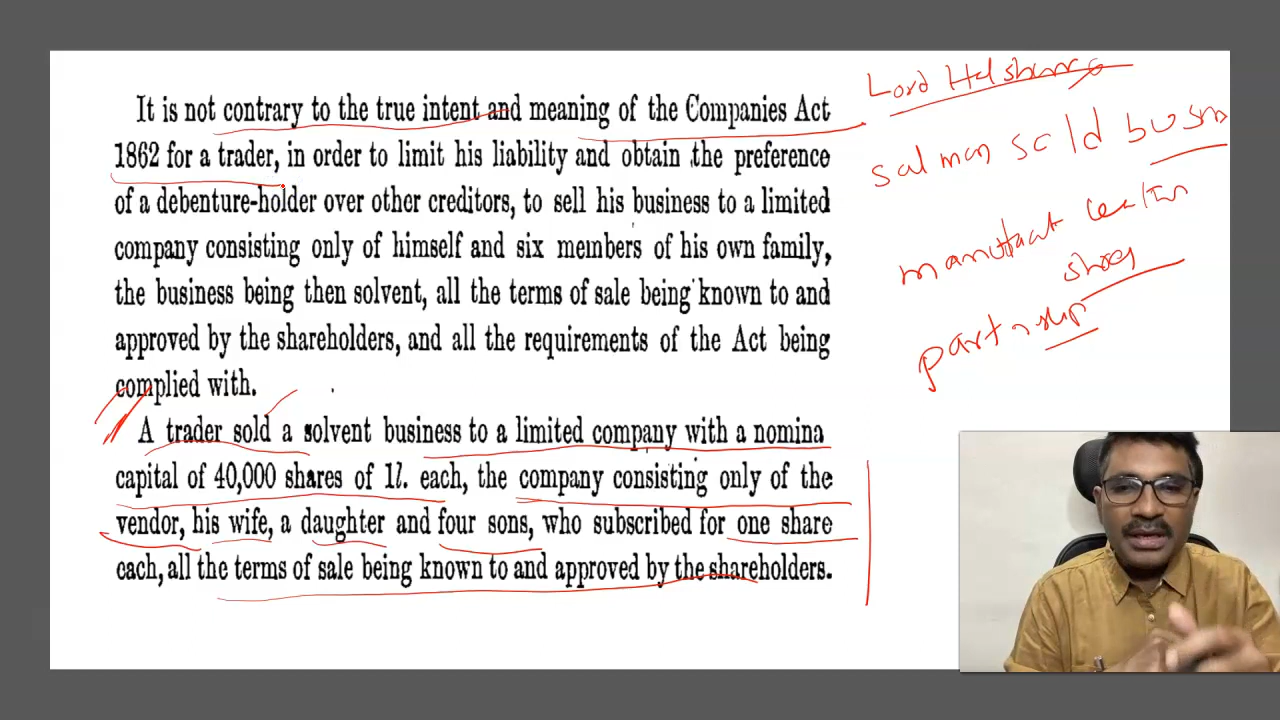 It is not contrary to the true intent and meaning of the Companies Act
1862 for a trader, in order to limit his liability and obtain the preference
of a debenture-holder over other creditors, to sell his business to a limited
company consisting only of himself and six members of his own family,
the business being then solvent, all the terms of sale being known to and
approved by the shareholders, and all the requirements of the Act being
complied with.
A trader sold a solvent business to a limited company with a nomina
capital of 40,000 shares of 1l. each, the company consisting only of the
vendor, his wife, a daughter and four sons, who subscribed for one share
each, all the terms of sale being known to and approved by the shareholders.
Lord
salmon sold
shoes